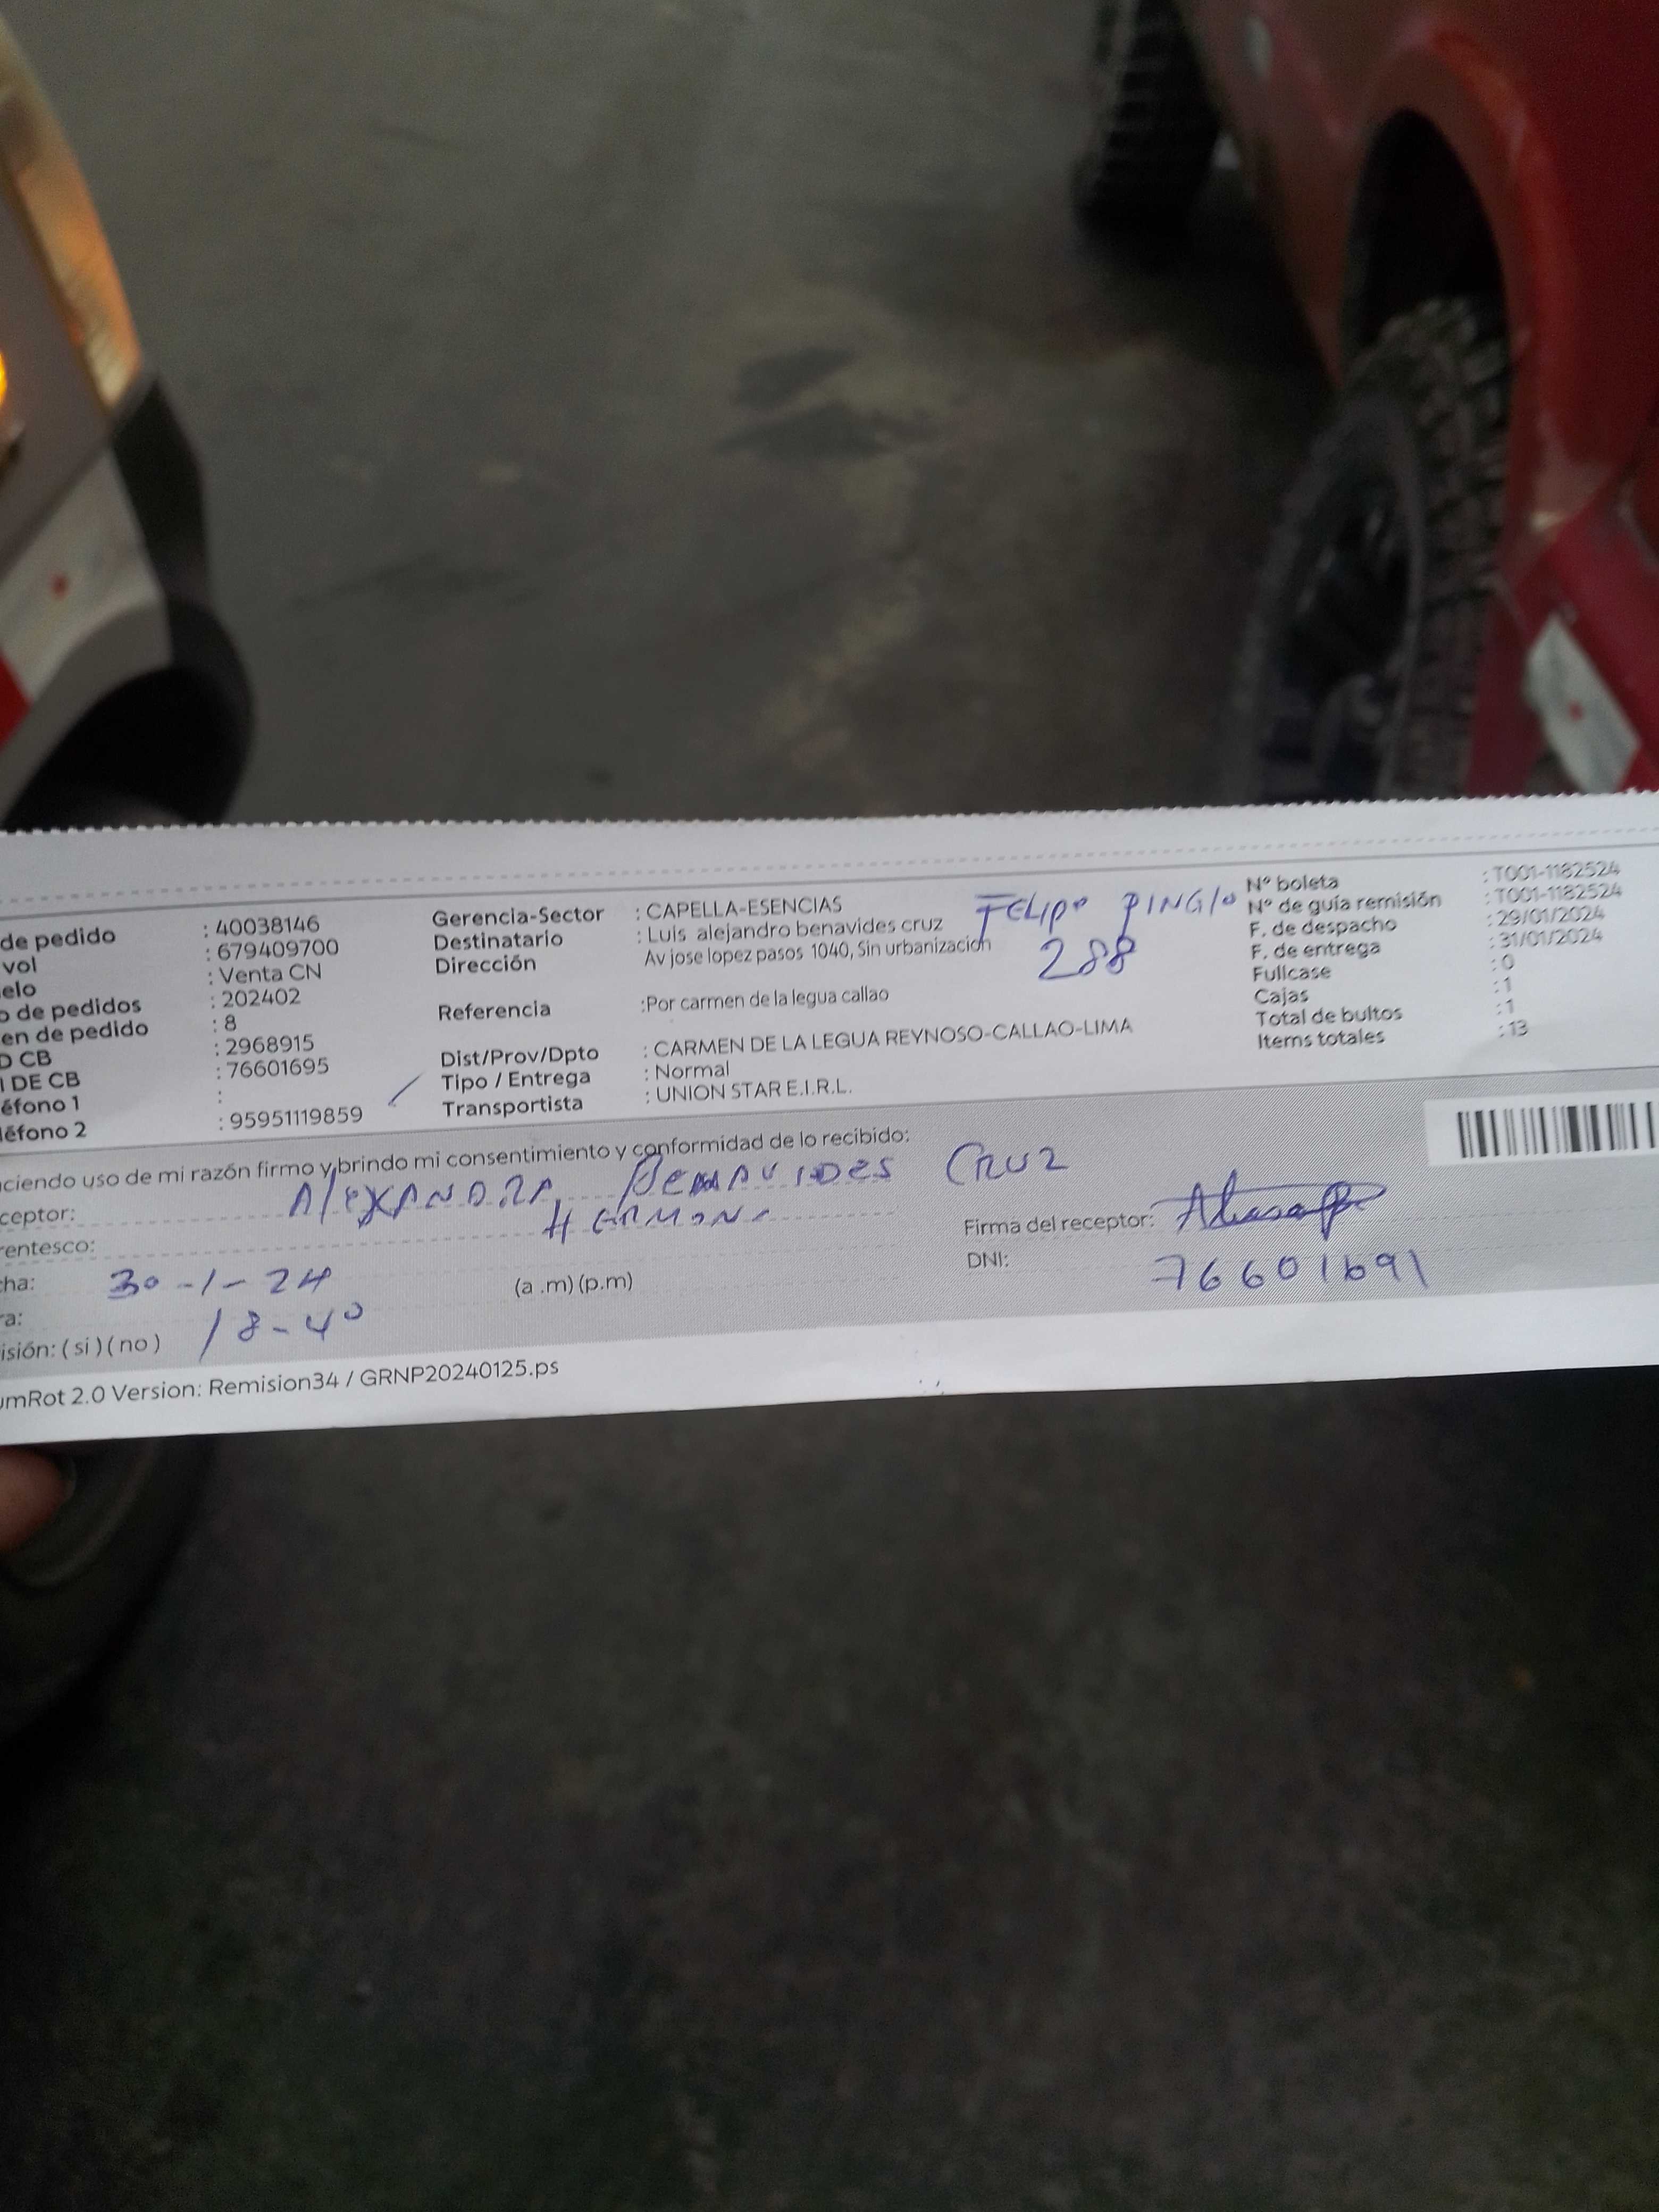 de pedido : 40038146
vol : 679409700
elo : Venta CN
o de pedidos : 202402
en de pedido : 8
D CB : 2968915
I DE CB : 76601695
éfono 1 :
léfono 2 : 95951119859
Gerencia-Sector : CAPELLA-ESENCIAS
Destinatario : Luis alejandro benavides cruz
Dirección Av jose lopez pasos 1040, Sin urbanizacion
FELIPE PINGLO
288
Referencia :Por carmen de la legua callao
Dist/Prov/Dpto : CARMEN DE LA LEGUA REYNOSO-CALLAO-LIMA
Tipo / Entrega : Normal
Transportista : UNION STAR E.I.R.L.
N° boleta : T001-1182524
N° de guía remisión : T001-1182524
F. de despacho : 29/01/2024
F. de entrega : 31/01/2024
Fullcase : 0
Cajas : 1
Total de bultos : 1
Items totales : 13
ciendo uso de mi razón firmo y brindo mi consentimiento y conformidad de lo recibido:
ceptor: AlEXANDRA BENAVIDES CRUZ
rentesco: HERMANA
Firma del receptor:
cha: 30-1-24 (a .m) (p.m)
DNI: 76601691
ra: 18-40
isión: ( si ) ( no )
umRot 2.0 Version: Remision34 / GRNP20240125.ps